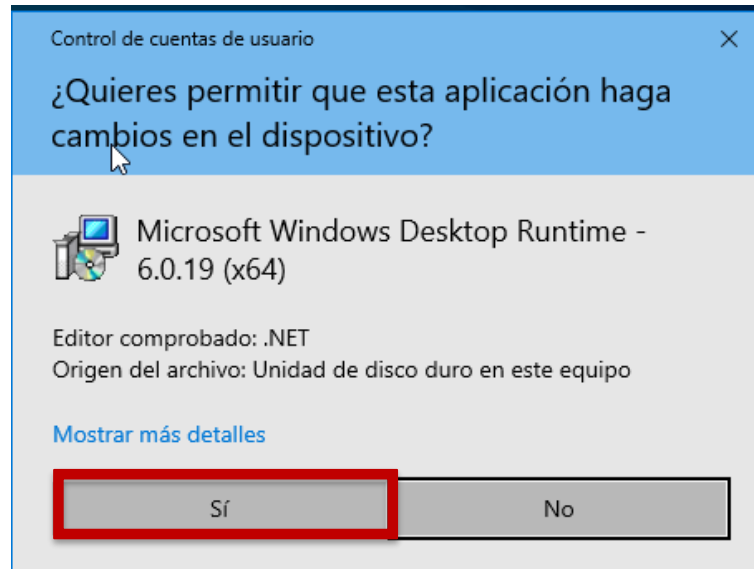 Control de cuentas de usuario
¿Quieres permitir que esta aplicación haga
cambios en el dispositivo?
Microsoft Windows Desktop Runtime -
6.0.19 (x64)
Editor comprobado: .NET
Origen del archivo: Unidad de disco duro en este equipo
Mostrar más detalles
Sí
No